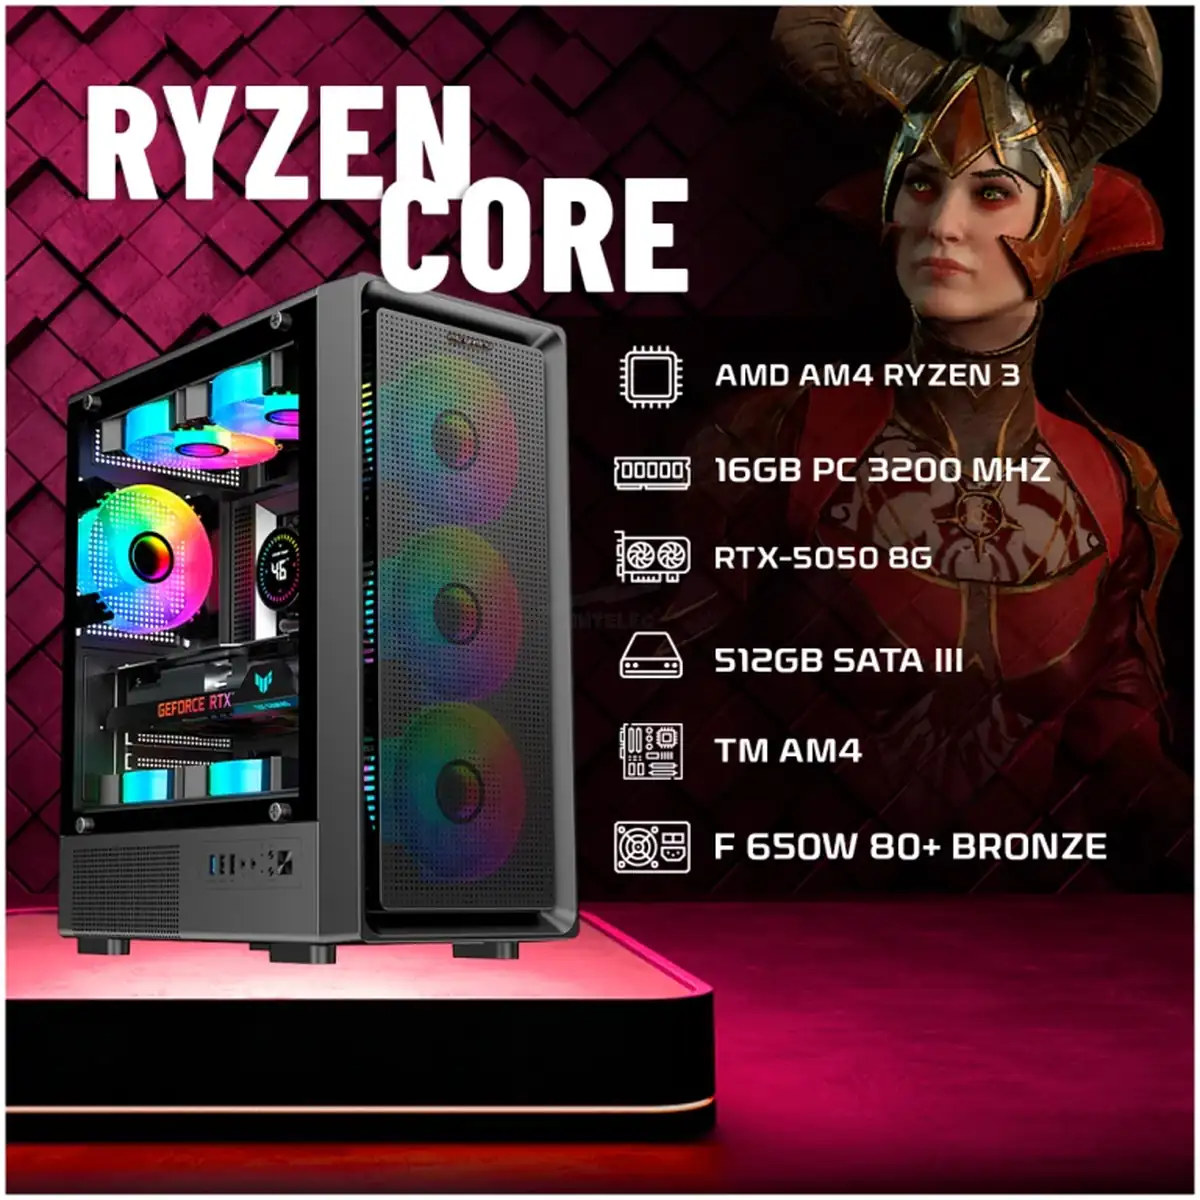 RYZEN
CORE
AMD AM4 RYZEN 3
16GB PC 3200 MHZ
RTX-5050 8G
512GB SATA III
TM AM4
F 650W 80+ BRONZE
46
GEFORCE RTX